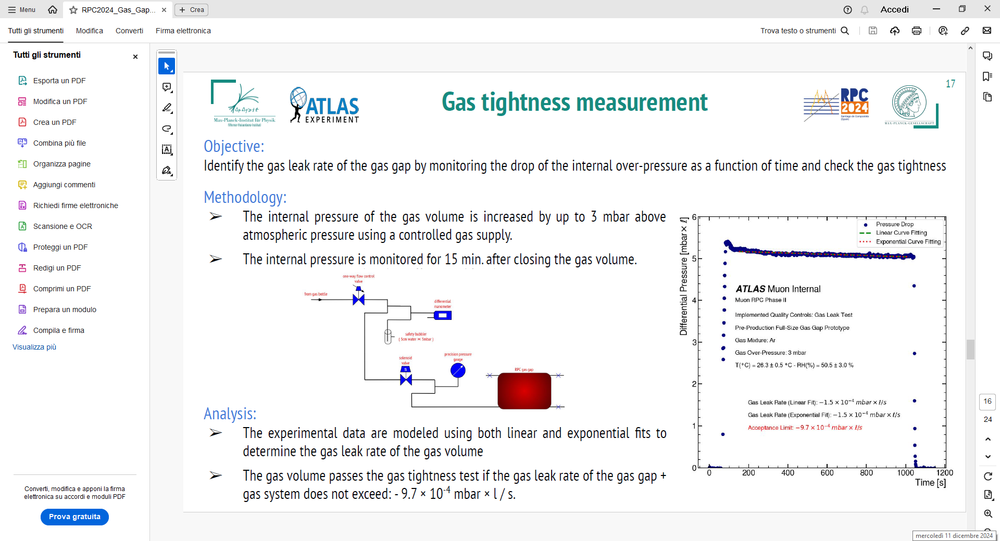 Menu
RPC2024_Gas_Gap...
Crea
Accedi
Tutti gli strumenti
Modifica
Converti
Firma elettronica
Trova testo o strumenti
Tutti gli strumenti
Esporta un PDF
Modifica un PDF
Crea un PDF
Combina più file
Organizza pagine
Aggiungi commenti
Richiedi firme elettroniche
Scansione e OCR
Proteggi un PDF
Redigi un PDF
Comprimi un PDF
Prepara un modulo
Compila e firma
Visualizza più
Converti, modifica e apponi la firma
elettronica su accordi e moduli PDF
Prova gratuita
17
Max-Planck-Institut für Physik
(Werner-Heisenberg-Institut)
ATLAS
EXPERIMENT
Gas tightness measurement
RPC
2024
Santiago de Compostela
(Spain)
MAX-PLANCK-GESELLSCHAFT
Objective:
Identify the gas leak rate of the gas gap by monitoring the drop of the internal over-pressure as a function of time and check the gas tightness
Methodology:
➢ The internal pressure of the gas volume is increased by up to 3 mbar above
atmospheric pressure using a controlled gas supply.
➢ The internal pressure is monitored for 15 min. after closing the gas volume.
one-way flow control
valve
from gas bottle
differential
manometer
safety bubbler
( 3cm water ≍ 3mbar )
solenoid
valve
S
precision pressure
gauge
RPC gas gap
Analysis:
➢ The experimental data are modeled using both linear and exponential fits to
determine the gas leak rate of the gas volume
➢ The gas volume passes the gas tightness test if the gas leak rate of the gas gap +
gas system does not exceed: - 9.7 × 10⁻⁴ mbar × l / s.
Differential Pressure [mbar × ℓ]
6
5
4
3
2
1
0
Pressure Drop
Linear Curve Fitting
Exponential Curve Fitting
ATLAS Muon Internal
Muon RPC Phase II
Implemented Quality Controls: Gas Leak Test
Pre-Production Full-Size Gas Gap Prototype
Gas Mixture: Ar
Gas Over-Pressure: 3 mbar
T(°C) = 26.3 ± 0.5 °C - RH(%) = 50.5 ± 3.0 %
Gas Leak Rate (Linear Fit): −1.5 × 10⁻⁴ mbar × ℓ/s
Gas Leak Rate (Exponential Fit): −1.5 × 10⁻⁴ mbar × ℓ/s
Acceptance Limit: −9.7 × 10⁻⁴ mbar × ℓ/s
0 200 400 600 800 1000 1200
Time [s]
16
24
mercoledì 11 dicembre 2024